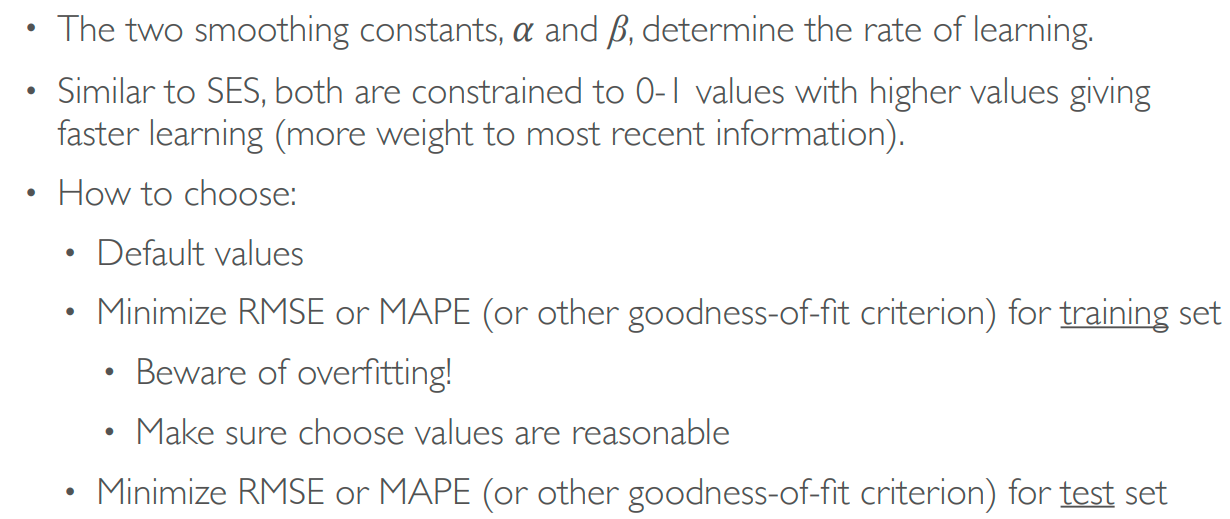 • The two smoothing constants, α and β, determine the rate of learning.
• Similar to SES, both are constrained to 0-1 values with higher values giving
faster learning (more weight to most recent information).
• How to choose:
• Default values
• Minimize RMSE or MAPE (or other goodness-of-fit criterion) for training set
• Beware of overfitting!
• Make sure choose values are reasonable
• Minimize RMSE or MAPE (or other goodness-of-fit criterion) for test set